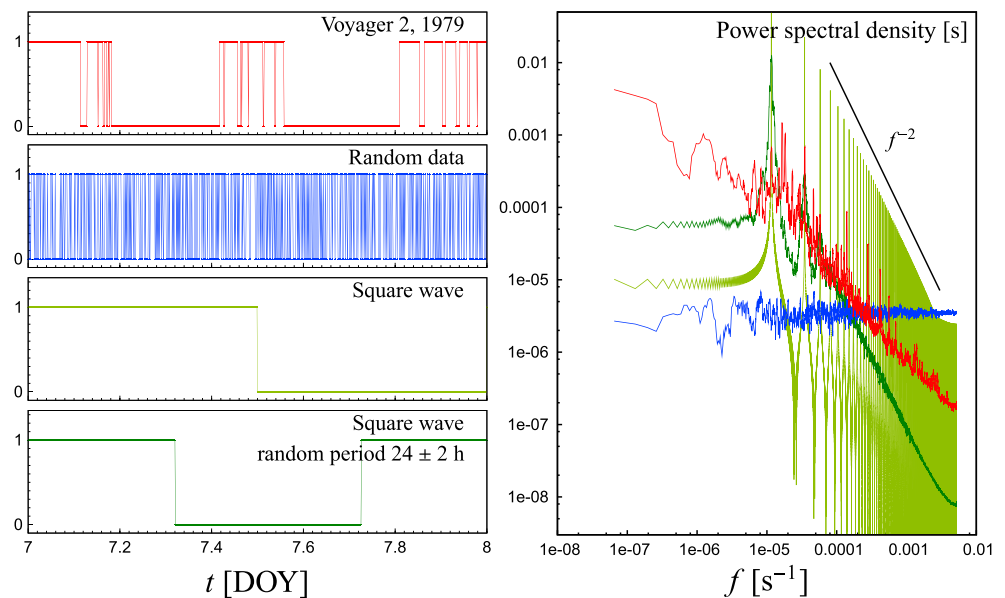 Voyager 2, 1979
1
0
Random data
1
0
Square wave
1
0
Square wave
random period 24 ± 2 h
1
0
7 7.2 7.4 7.6 7.8 8
t [DOY]
Power spectral density [s]
0.01
0.001
0.0001
1e-05
1e-06
1e-07
1e-08
f⁻²
1e-08 1e-07 1e-06 1e-05 0.0001 0.001 0.01
f [s⁻¹]